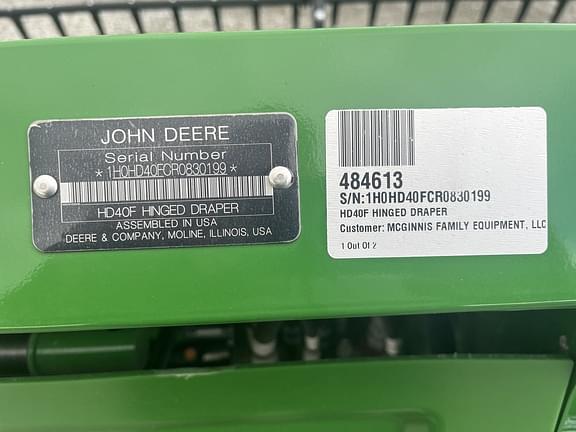 JOHN DEERE
Serial Number
*1H0HD40FCR0830199*
HD40F HINGED DRAPER
ASSEMBLED IN USA
DEERE & COMPANY, MOLINE, ILLINOIS, USA
484613
S/N:1H0HD40FCR0830199
HD40F HINGED DRAPER
Customer: MCGINNIS FAMILY EQUIPMENT, LLC
1 Out Of 2